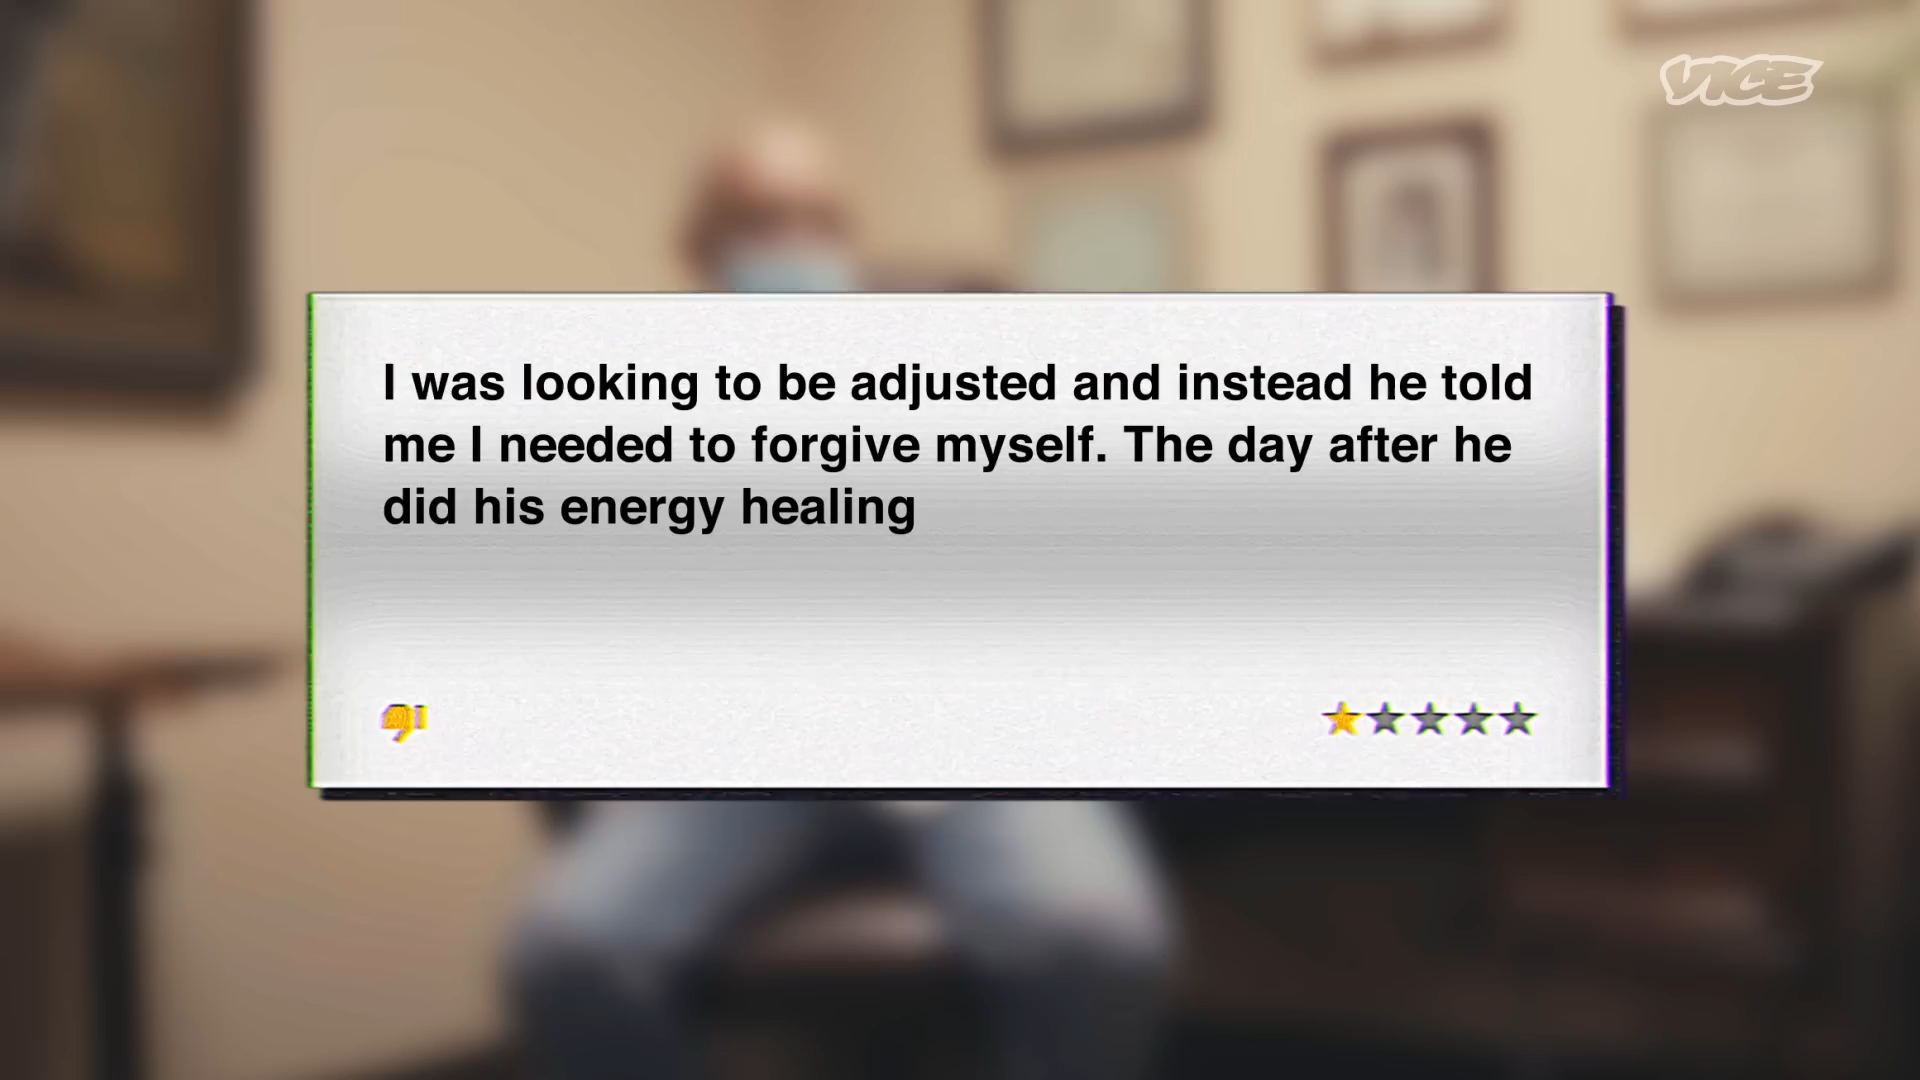 VICE
I was looking to be adjusted and instead he told
me I needed to forgive myself. The day after he
did his energy healing